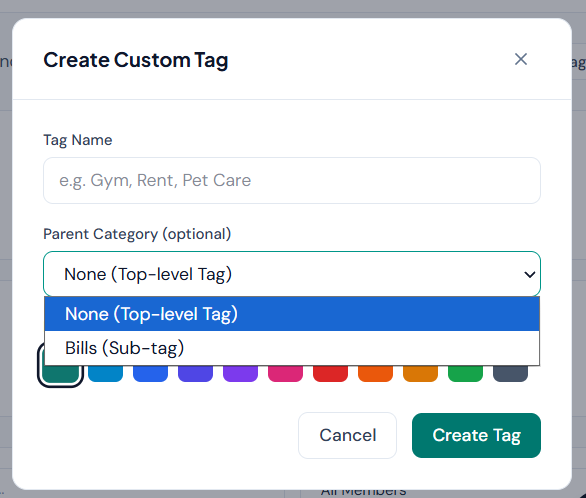 Create Custom Tag
Tag Name
e.g. Gym, Rent, Pet Care
Parent Category (optional)
None (Top-level Tag)
None (Top-level Tag)
Bills (Sub-tag)
Cancel
Create Tag
All Members